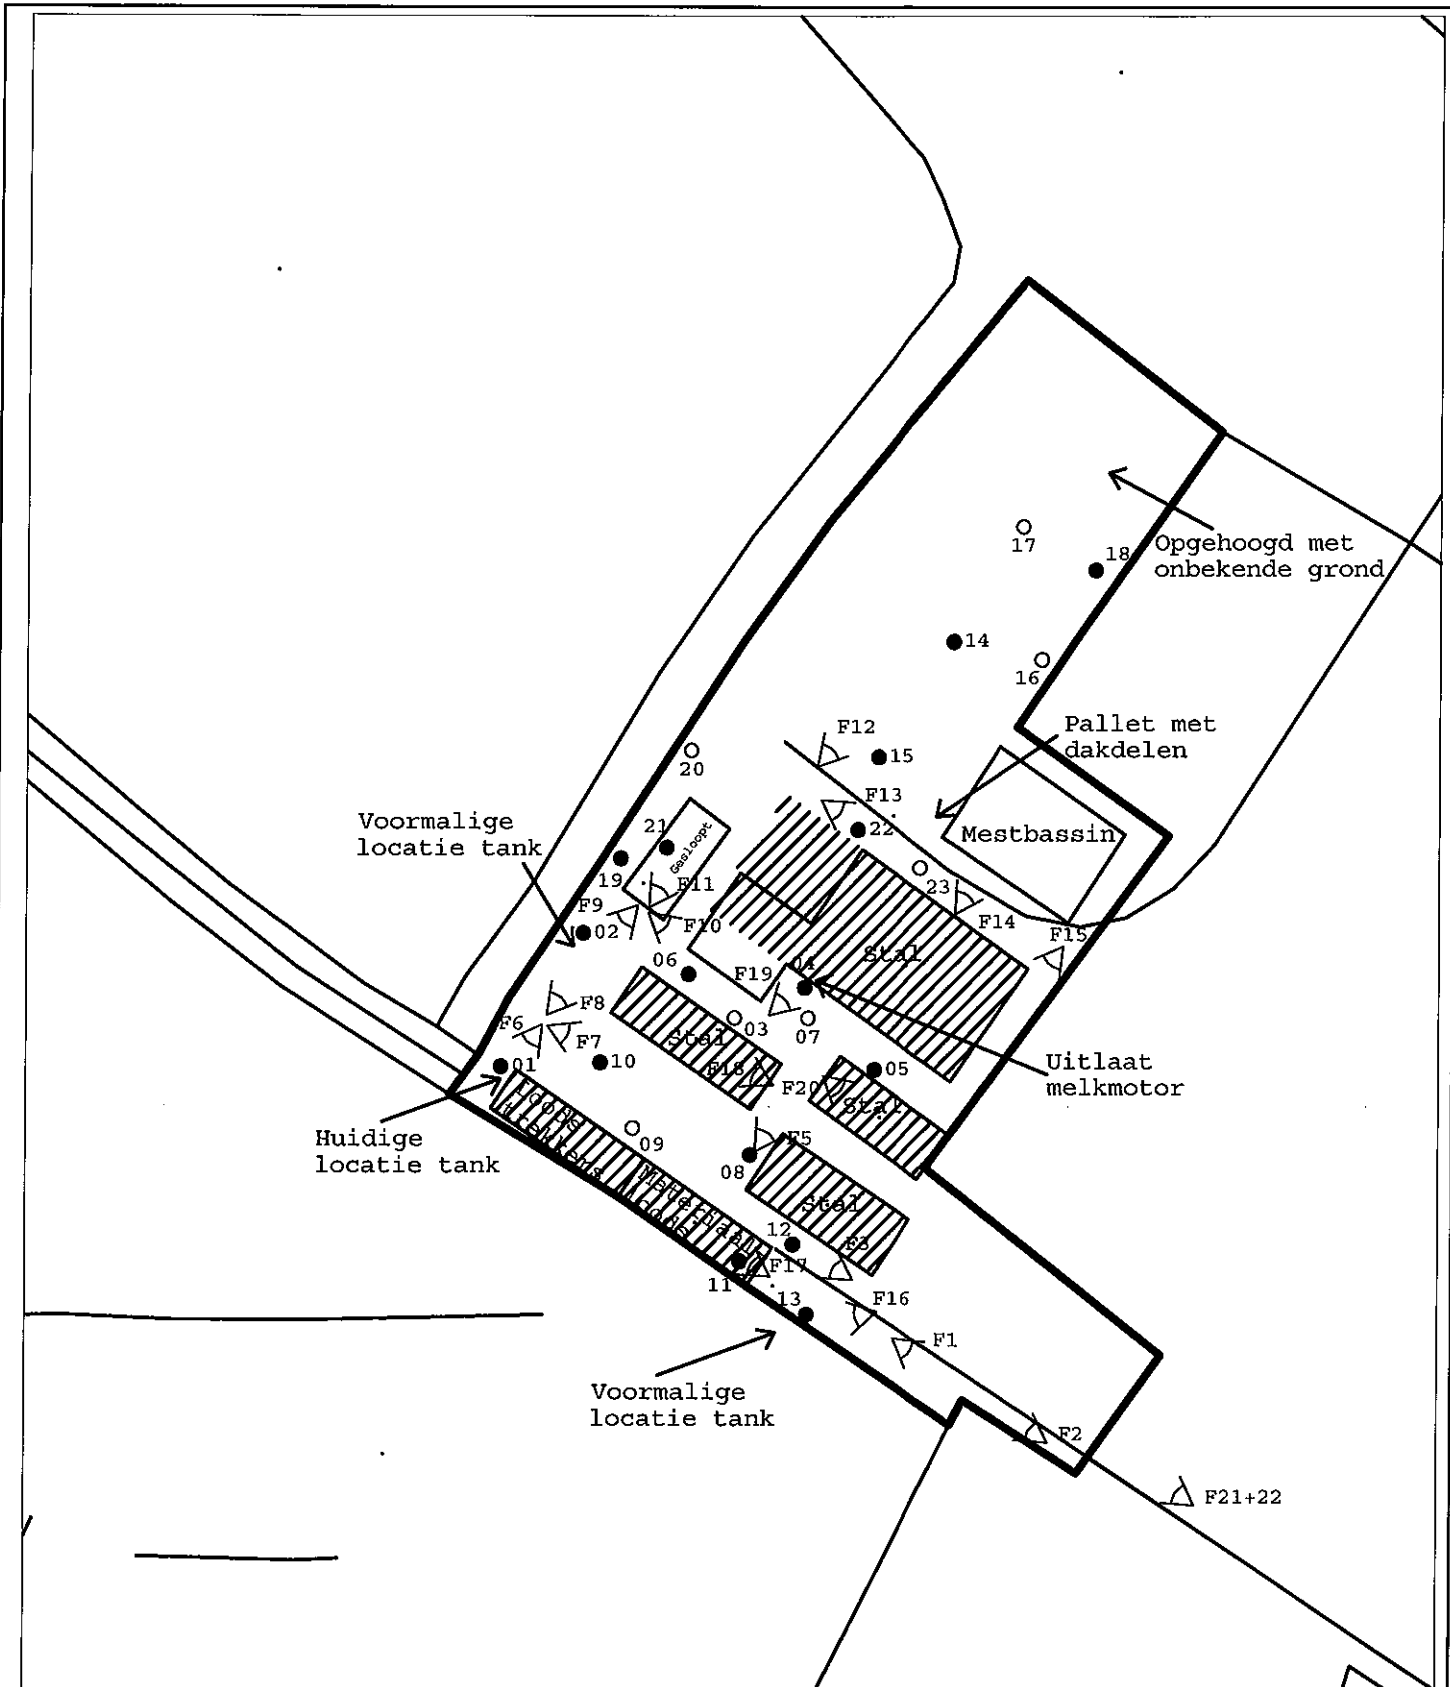 17
18
Opgehoogd met
onbekende grond
14
16
F12
Pallet met
dakdelen
15
20
F13
Voormalige
locatie tank
21
22
Mestbassin
Gesloopt
19
F11
23
F9
02
F10
F14
F15
Stal
06
F19
04
F8
F6
03
07
Stal
F7
01
10
F18
F20
05
Stal
Uitlaat
melkmotor
Huidige
locatie tank
Loods
trekkers
09
F5
08
Materiaal
Stal
12
F3
F17
11
13
F16
F1
Voormalige
locatie tank
F2
F21+22